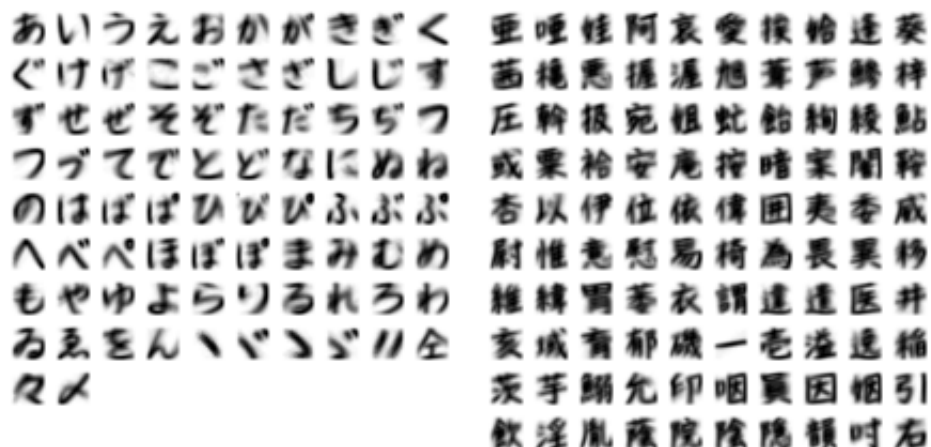 あいうえおかがきぎく
ぐけげこごさざしじす
ずせぜそぞただちぢつ
つづてでとどなにぬね
のはばぱひびぴふぶぷ
へべぺほぼぽまみむめ
もやゆよらりるれろわ
ゐゑをんヽヾゝゞ〃仝
々〆
亜唖娃阿哀愛挨姶逢葵
茜穐悪握渥旭葦芦鯵梓
圧斡扱宛姐虻飴絢綾鮎
或粟袷安庵按暗案闇鞍
杏以伊位依偉囲夷委威
尉惟意慰易椅為畏異移
維緯胃萎衣謂違遺医井
亥域育郁磯一壱溢逸稲
茨芋鰯允印咽員因姻引
飲淫胤蔭院陰隠韻吋右